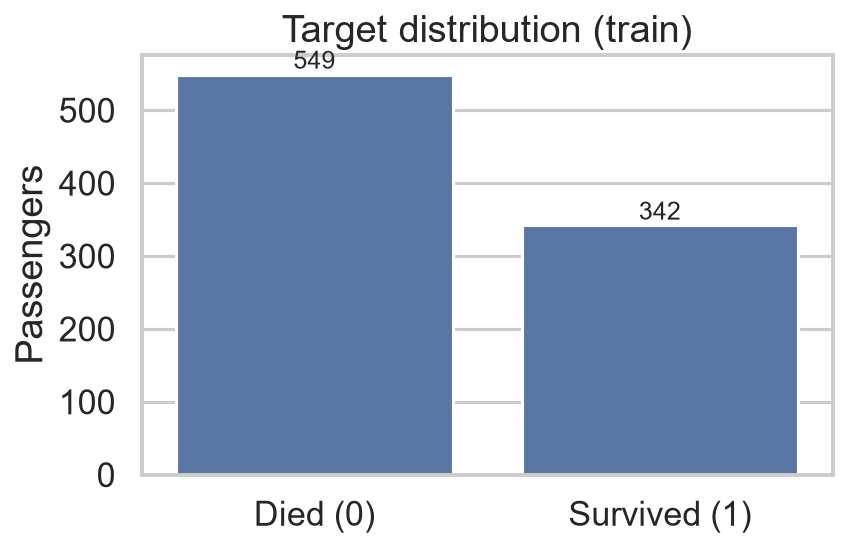 Target distribution (train)
549
342
Passengers
500
400
300
200
100
0
Died (0)
Survived (1)